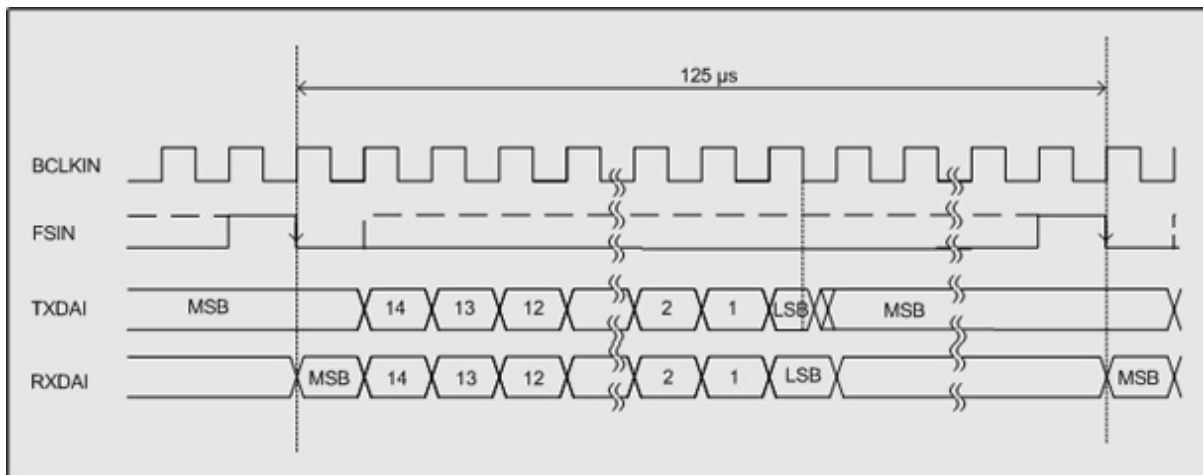 125 µs
BCLKIN
FSIN
TXDAI MSB 14 13 12 2 1 LSB MSB
RXDAI MSB 14 13 12 2 1 LSB MSB